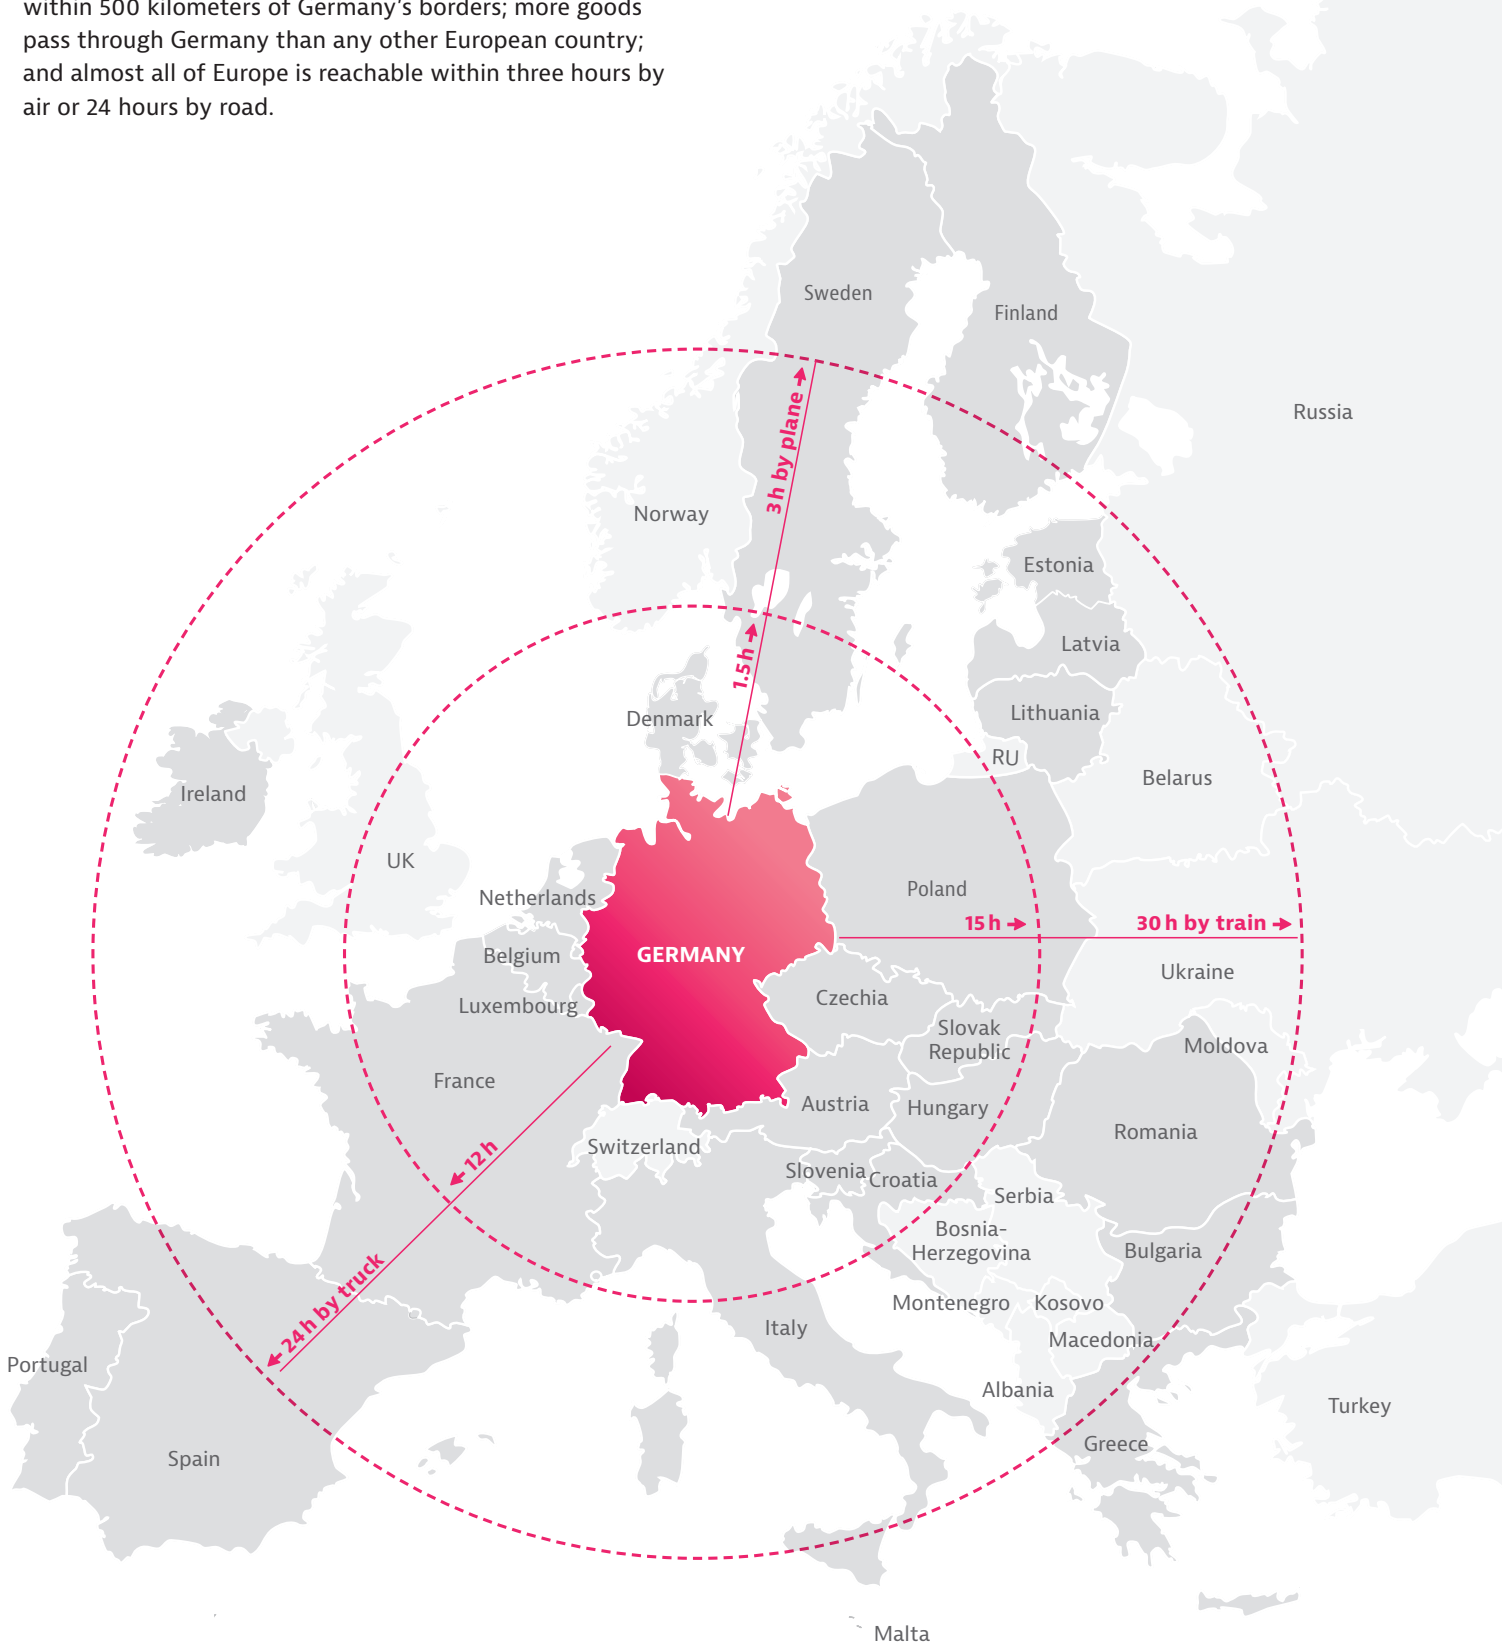 within 500 kilometers of Germany's borders; more goods
pass through Germany than any other European country;
and almost all of Europe is reachable within three hours by
air or 24 hours by road.
Sweden
Finland
Russia
3 h by plane
Norway
Estonia
Latvia
1.5 h
Lithuania
Denmark
RU
Belarus
Ireland
UK
Poland
Netherlands
15 h
30 h by train
GERMANY
Belgium
Ukraine
Czechia
Luxembourg
Slovak
Republic
Moldova
France
Austria
Hungary
Romania
Switzerland
12 h
Slovenia
Croatia
Serbia
Bosnia-
Herzegovina
Bulgaria
24 h by truck
Montenegro
Kosovo
Italy
Macedonia
Portugal
Albania
Turkey
Greece
Spain
Malta